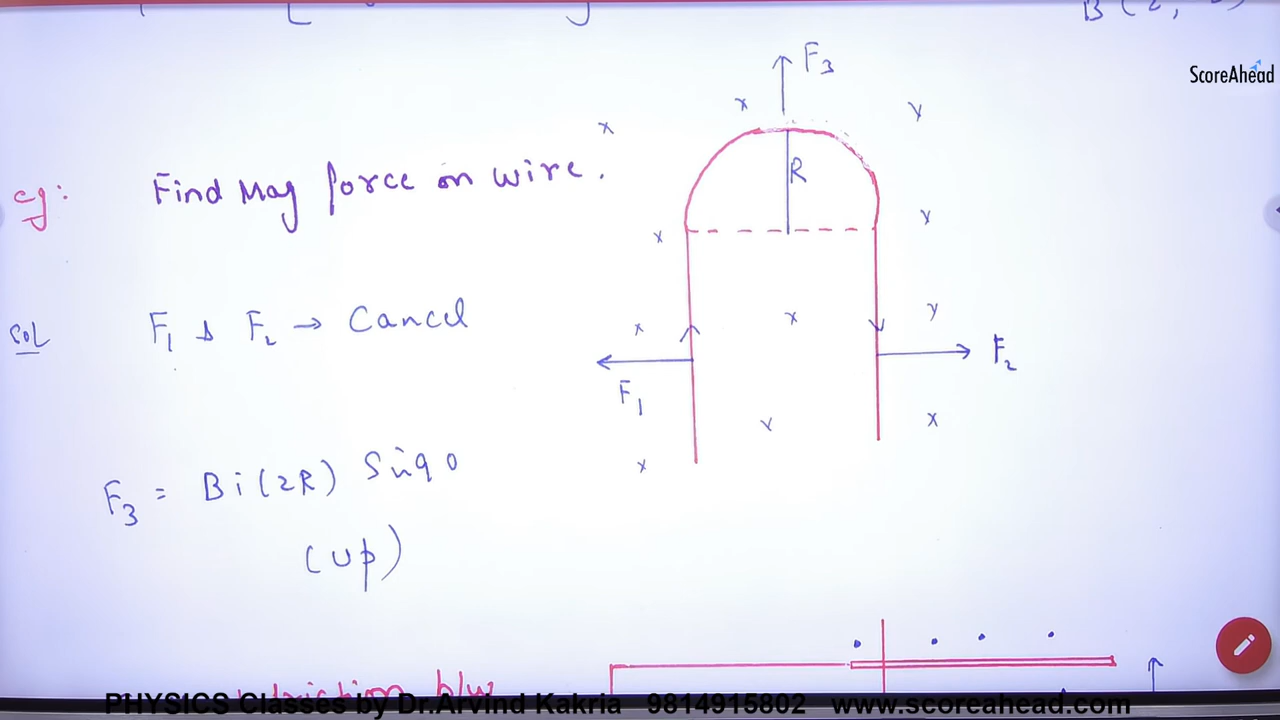 ScoreAhead
F3
eg: Find Mag force on wire.
R
Sol F1 & F2 → Cancel
F2
F1
F3 = Bi(2R) Sin90
(up)
PHYSICS Classes by Dr.Arvind Kakria 9814915802 www.scoreahead.com